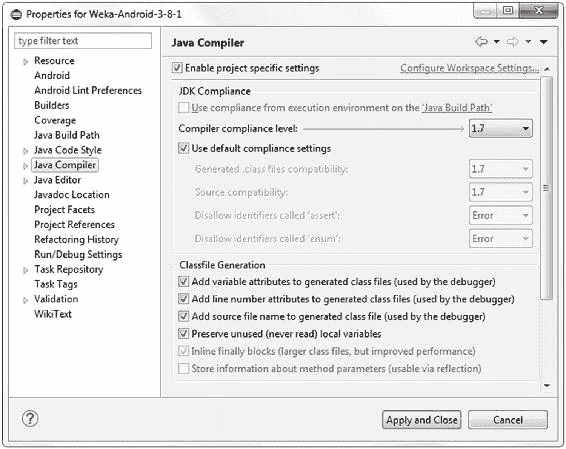 Properties for Weka-Android-3-8-1
type filter text
Resource
Android
Android Lint Preferences
Builders
Coverage
Java Build Path
Java Code Style
Java Compiler
Java Editor
Javadoc Location
Project Facets
Project References
Refactoring History
Run/Debug Settings
Task Repository
Task Tags
Validation
WikiText
Java Compiler
Enable project specific settings Configure Workspace Settings...
JDK Compliance
Use compliance from execution environment on the 'Java Build Path'
Compiler compliance level: 1.7
Use default compliance settings
Generated .class files compatibility: 1.7
Source compatibility: 1.7
Disallow identifiers called 'assert': Error
Disallow identifiers called 'enum': Error
Classfile Generation
Add variable attributes to generated class files (used by the debugger)
Add line number attributes to generated class files (used by the debugger)
Add source file name to generated class file (used by the debugger)
Preserve unused (never read) local variables
Inline finally blocks (larger class files, but improved performance)
Store information about method parameters (usable via reflection)
Apply and Close Cancel